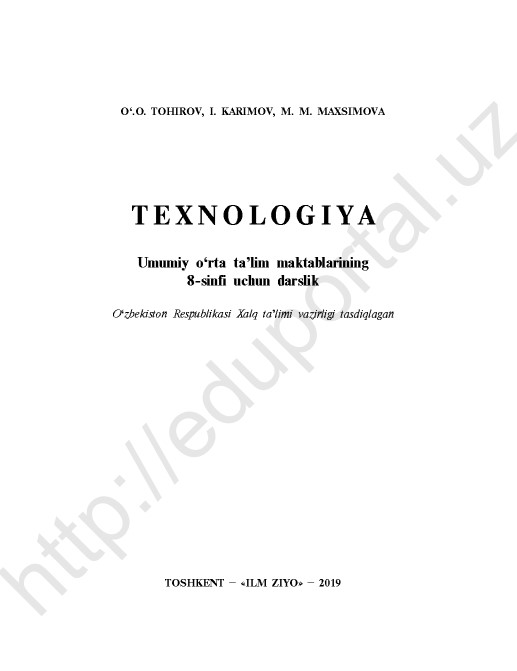 O‘.O. TOHIROV, I. KARIMOV, M. M. MAXSIMOVA
TEXNOLOGIYA
Umumiy o‘rta ta’lim maktablarining
8-sinfi uchun darslik
O‘zbekiston Respublikasi Xalq ta’limi vazirligi tasdiqlagan
http://eduportal.uz
TOSHKENT – «ILM ZIYO» – 2019